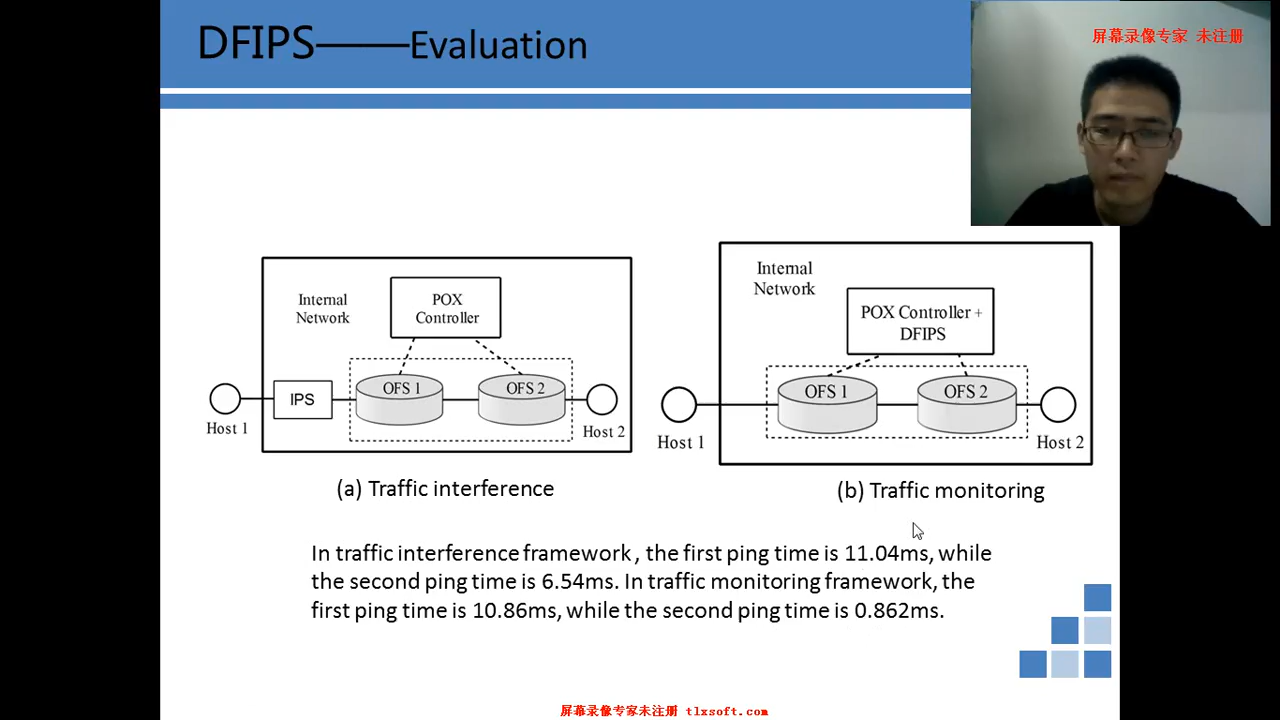 DFIPS——Evaluation
屏幕录像专家 未注册
Internal
Network
POX
Controller
IPS
OFS 1
OFS 2
Host 1
Host 2
(a) Traffic interference
Internal
Network
POX Controller +
DFIPS
OFS 1
OFS 2
Host 1
Host 2
(b) Traffic monitoring
In traffic interference framework , the first ping time is 11.04ms, while
the second ping time is 6.54ms. In traffic monitoring framework, the
first ping time is 10.86ms, while the second ping time is 0.862ms.
屏幕录像专家未注册 tlxsoft.com